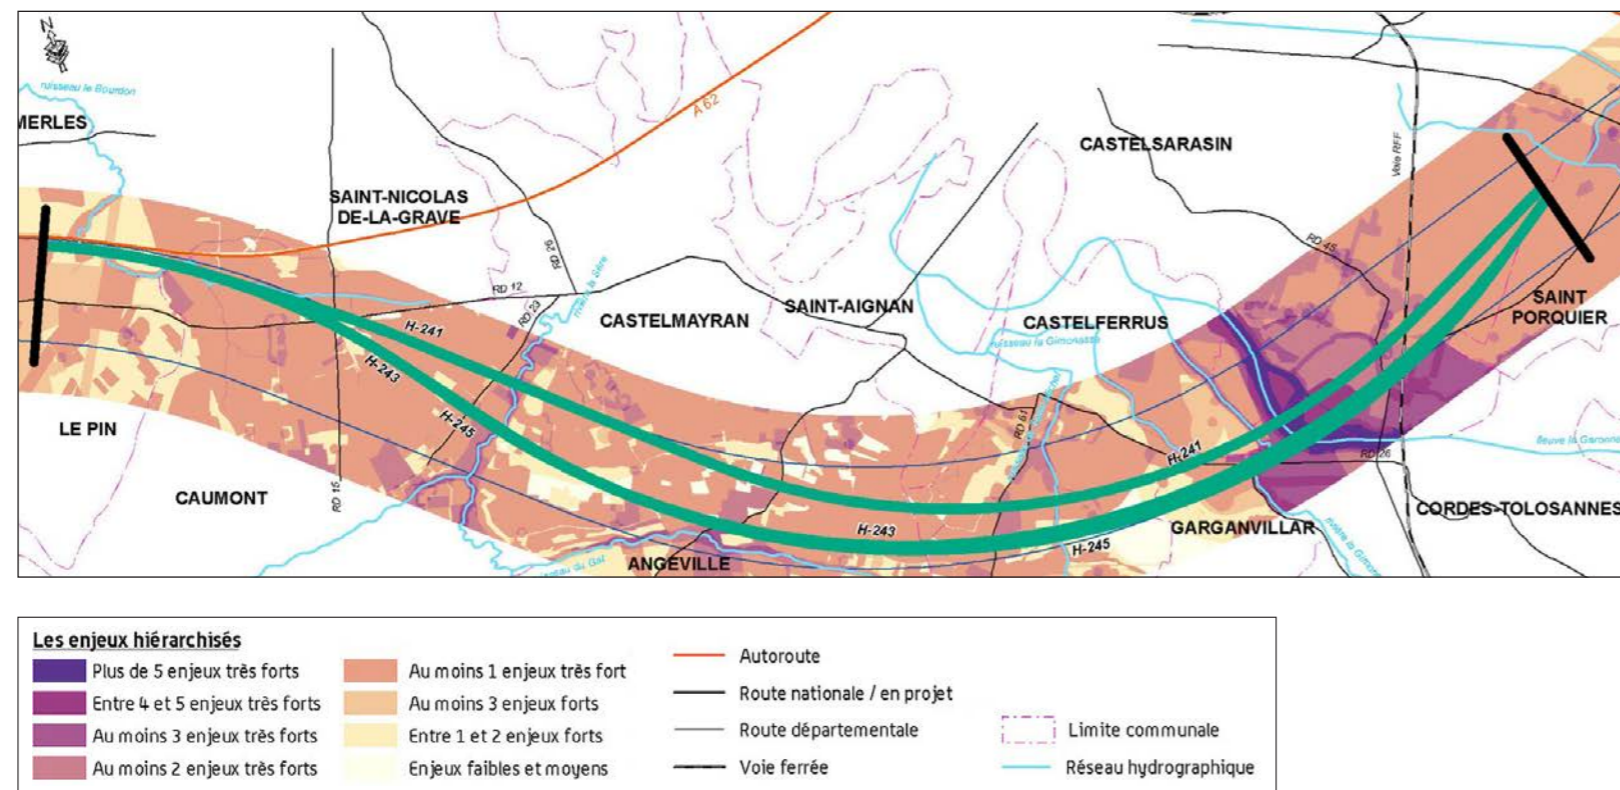 N
ruisseau le Bourdon
MERLES
A 62
CASTELSARASIN
Voie RFF
SAINT-NICOLAS
DE-LA-GRAVE
RD 26
RD 45
RD 12
RD 23
SAINT-AIGNAN
CASTELMAYRAN
CASTELFERRUS
SAINT
PORQUIER
H-241
ruisseau la Gimonasse
H-243
RD 61
H-245
LE PIN
H-241
fleuve la Garonne
RD 26
CAUMONT
RD 15
H-243
GARGANVILLAR
CORDES-TOLOSANNES
H-245
ANGEVILLE
Les enjeux hiérarchisés
Plus de 5 enjeux très forts
Entre 4 et 5 enjeux très forts
Au moins 3 enjeux très forts
Au moins 2 enjeux très forts
Au moins 1 enjeux très fort
Au moins 3 enjeux forts
Entre 1 et 2 enjeux forts
Enjeux faibles et moyens
Autoroute
Route nationale / en projet
Route départementale
Voie ferrée
Limite communale
Réseau hydrographique